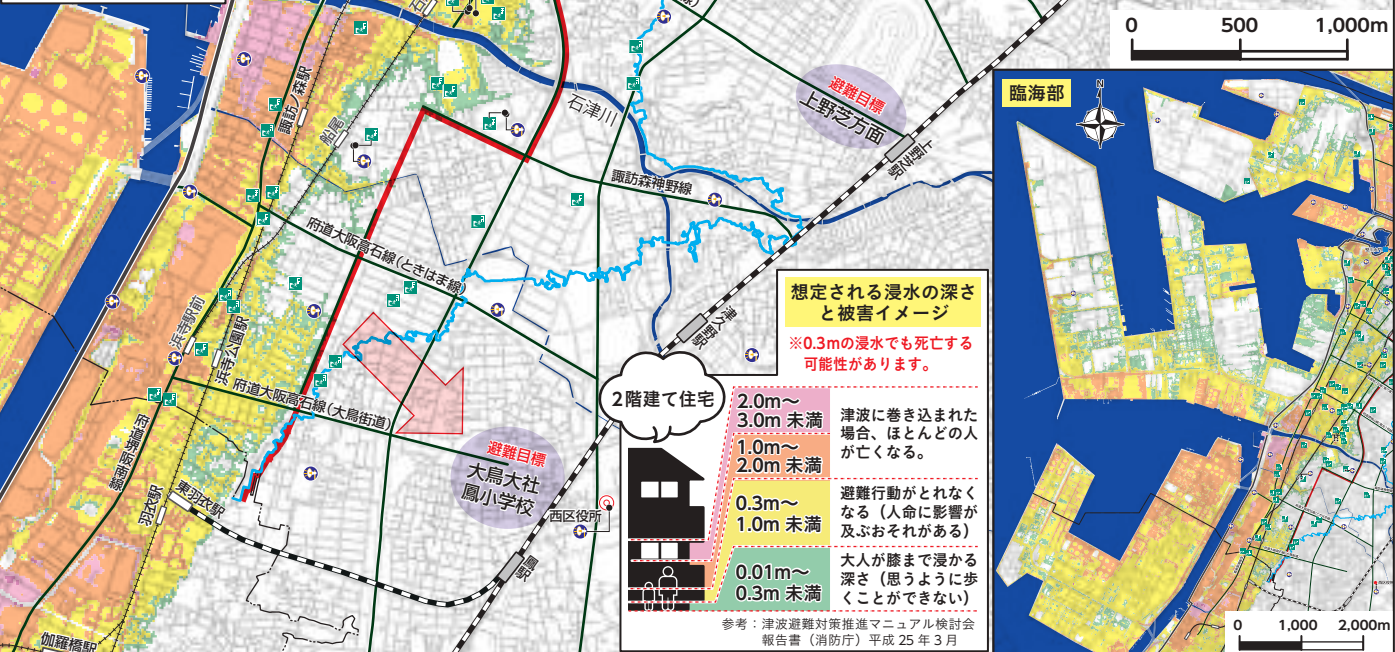 0 500 1,000m
臨海部
N
避難目標
上野芝方面
石津川
上野芝駅
諏訪ノ森駅
船尾
諏訪森神野線
府道大阪高石線(ときはま線)
津久野駅
浜寺駅前
浜寺公園駅
府道大阪高石線(大鳥街道)
府道堺阪南線
羽衣駅
東羽衣駅
避難目標
大鳥大社
鳳小学校
西区役所
鳳駅
伽羅橋駅
想定される浸水の深さ
と被害イメージ
※0.3mの浸水でも死亡する
可能性があります。
2階建て住宅
2.0m〜
3.0m 未満
津波に巻き込まれた
場合、ほとんどの人
が亡くなる。
1.0m〜
2.0m 未満
0.3m〜
1.0m 未満
避難行動がとれなく
なる（人命に影響が
及ぶおそれがある）
0.01m〜
0.3m 未満
大人が膝まで浸かる
深さ（思うように歩
くことができない）
参考：津波避難対策推進マニュアル検討会
報告書（消防庁）平成 25 年 3 月
0 1,000 2,000m